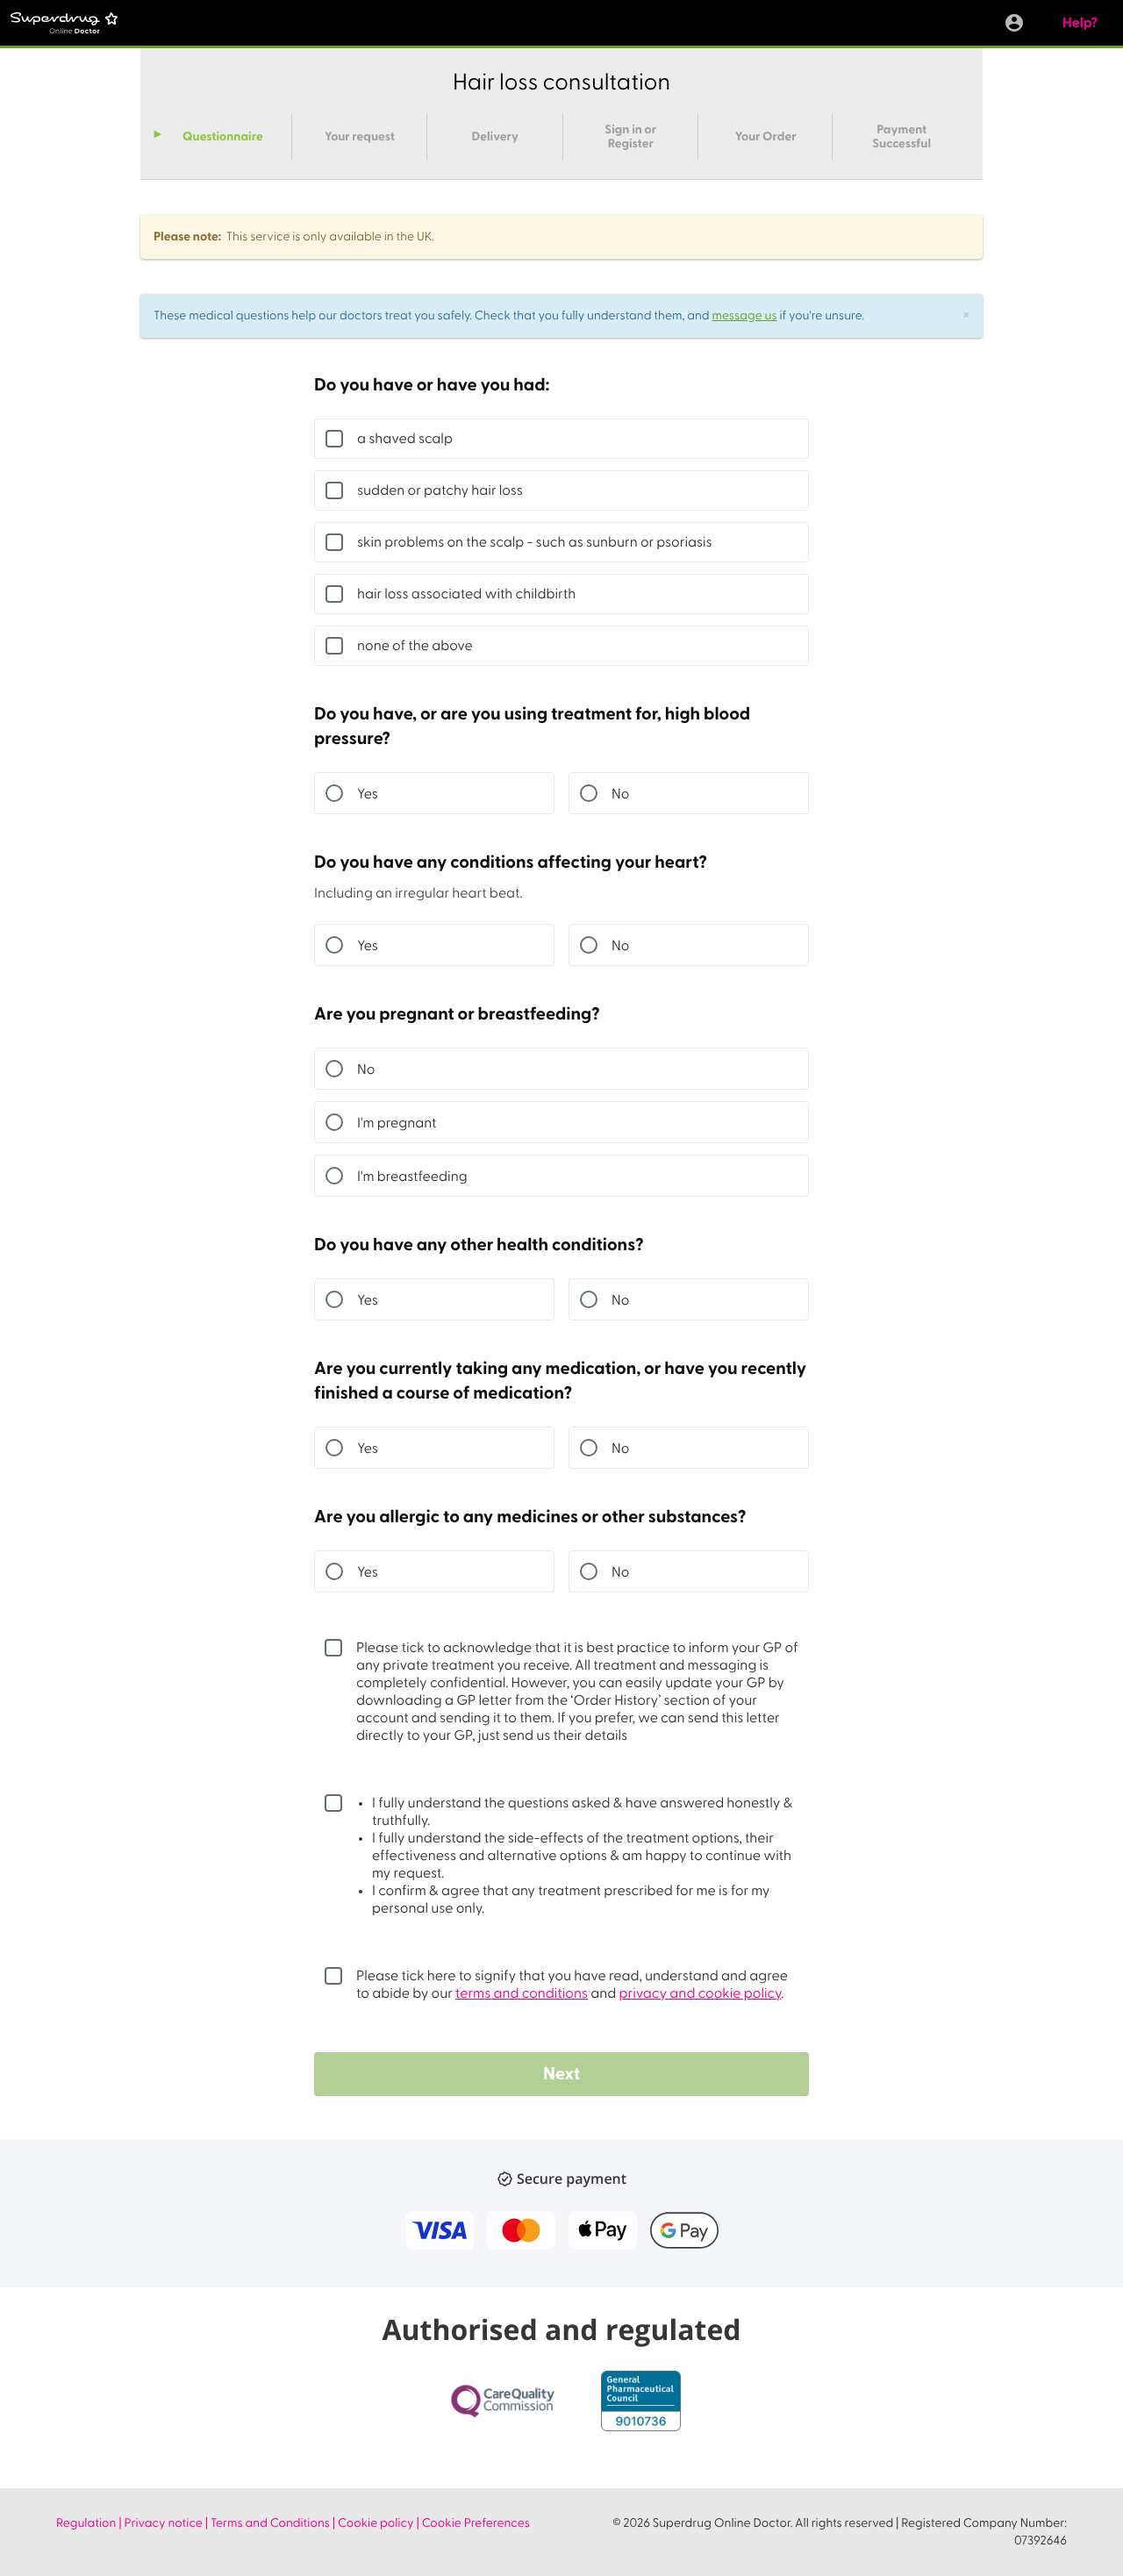 Superdrug
Online Doctor
Help?
Hair loss consultation
Questionnaire
Your request
Delivery
Sign in or
Register
Your Order
Payment
Successful
Please note: This service is only available in the UK.
These medical questions help our doctors treat you safely. Check that you fully understand them, and message us if you're unsure.
×
Do you have or have you had:
a shaved scalp
sudden or patchy hair loss
skin problems on the scalp - such as sunburn or psoriasis
hair loss associated with childbirth
none of the above
Do you have, or are you using treatment for, high blood
pressure?
Yes
No
Do you have any conditions affecting your heart?
Including an irregular heart beat.
Yes
No
Are you pregnant or breastfeeding?
No
I'm pregnant
I'm breastfeeding
Do you have any other health conditions?
Yes
No
Are you currently taking any medication, or have you recently
finished a course of medication?
Yes
No
Are you allergic to any medicines or other substances?
Yes
No
Please tick to acknowledge that it is best practice to inform your GP of
any private treatment you receive. All treatment and messaging is
completely confidential. However, you can easily update your GP by
downloading a GP letter from the ‘Order History’ section of your
account and sending it to them. If you prefer, we can send this letter
directly to your GP, just send us their details
• I fully understand the questions asked & have answered honestly &
truthfully.
• I fully understand the side-effects of the treatment options, their
effectiveness and alternative options & am happy to continue with
my request.
• I confirm & agree that any treatment prescribed for me is for my
personal use only.
Please tick here to signify that you have read, understand and agree
to abide by our terms and conditions and privacy and cookie policy.
Next
Secure payment
VISA
Pay
G Pay
Authorised and regulated
CareQuality
Commission
General
Pharmaceutical
Council
9010736
Regulation | Privacy notice | Terms and Conditions | Cookie policy | Cookie Preferences
© 2026 Superdrug Online Doctor. All rights reserved | Registered Company Number:
07392646